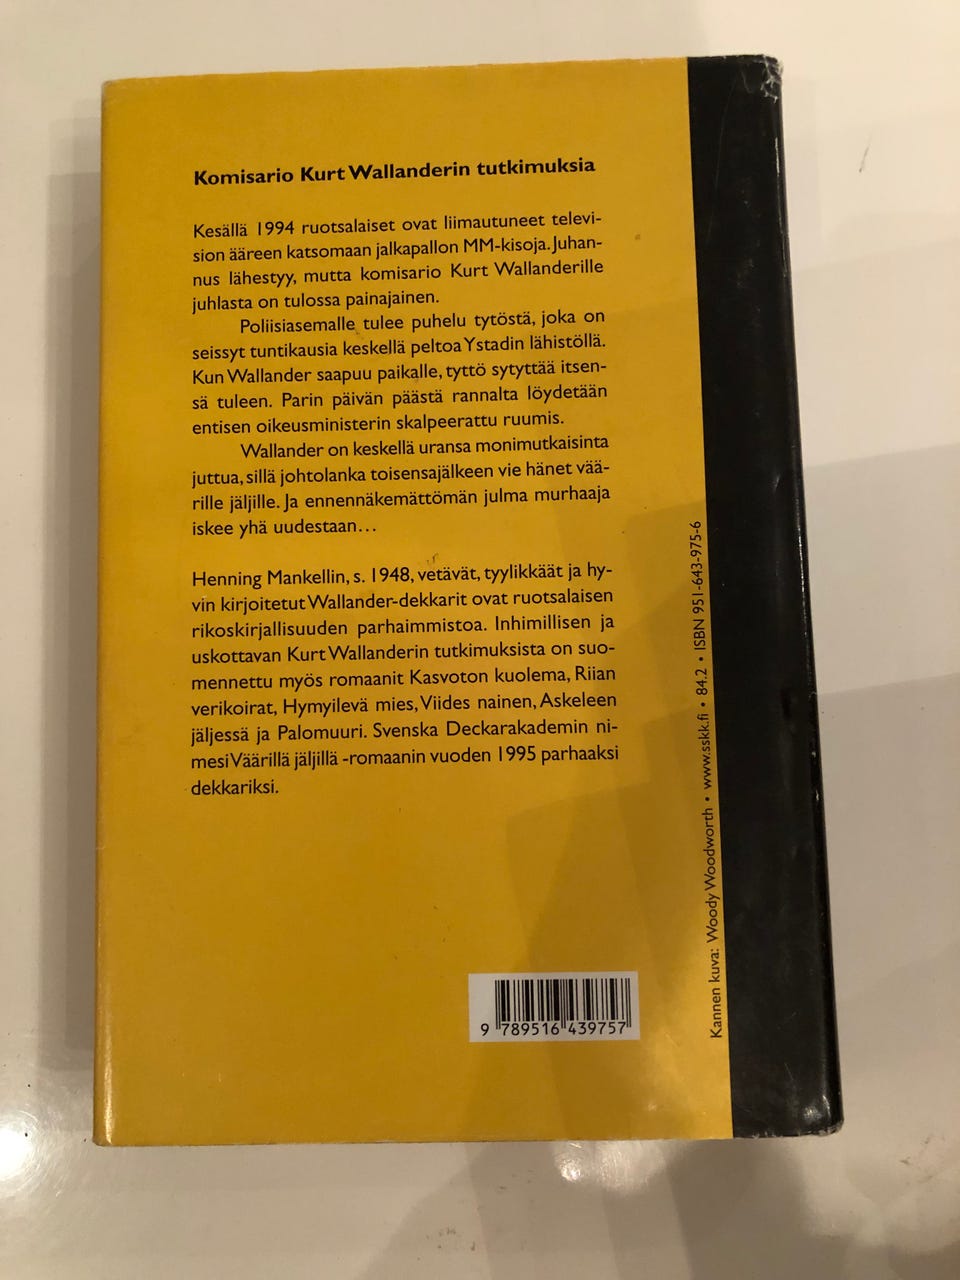 Komisario Kurt Wallanderin tutkimuksia
Kesällä 1994 ruotsalaiset ovat liimautuneet televi-
sion ääreen katsomaan jalkapallon MM-kisoja. Juhan-
nus lähestyy, mutta komisario Kurt Wallanderille
juhlasta on tulossa painajainen.
Poliisiasemalle tulee puhelu tytöstä, joka on
seissyt tuntikausia keskellä peltoa Ystadin lähistöllä.
Kun Wallander saapuu paikalle, tyttö sytyttää itsen-
sä tuleen. Parin päivän päästä rannalta löydetään
entisen oikeusministerin skalpeerattu ruumis.
Wallander on keskellä uransa monimutkaisinta
juttua, sillä johtolanka toisensajälkeen vie hänet vää-
rille jäljille. Ja ennennäkemättömän julma murhaaja
iskee yhä uudestaan...
Henning Mankellin, s. 1948, vetävät, tyylikkäät ja hy-
vin kirjoitetut Wallander-dekkarit ovat ruotsalaisen
rikoskirjallisuuden parhaimmistoa. Inhimillisen ja
uskottavan Kurt Wallanderin tutkimuksista on suo-
mennettu myös romaanit Kasvoton kuolema, Riian
verikoirat, Hymyilevä mies, Viides nainen, Askeleen
jäljessä ja Palomuuri. Svenska Deckarakademin ni-
mesi Väärillä jäljillä -romaanin vuoden 1995 parhaaksi
dekkariksi.
Kannen kuva: Woody Woodworth • www.sskk.fi • 84.2 • ISBN 951-643-975-6
9 789516 439757